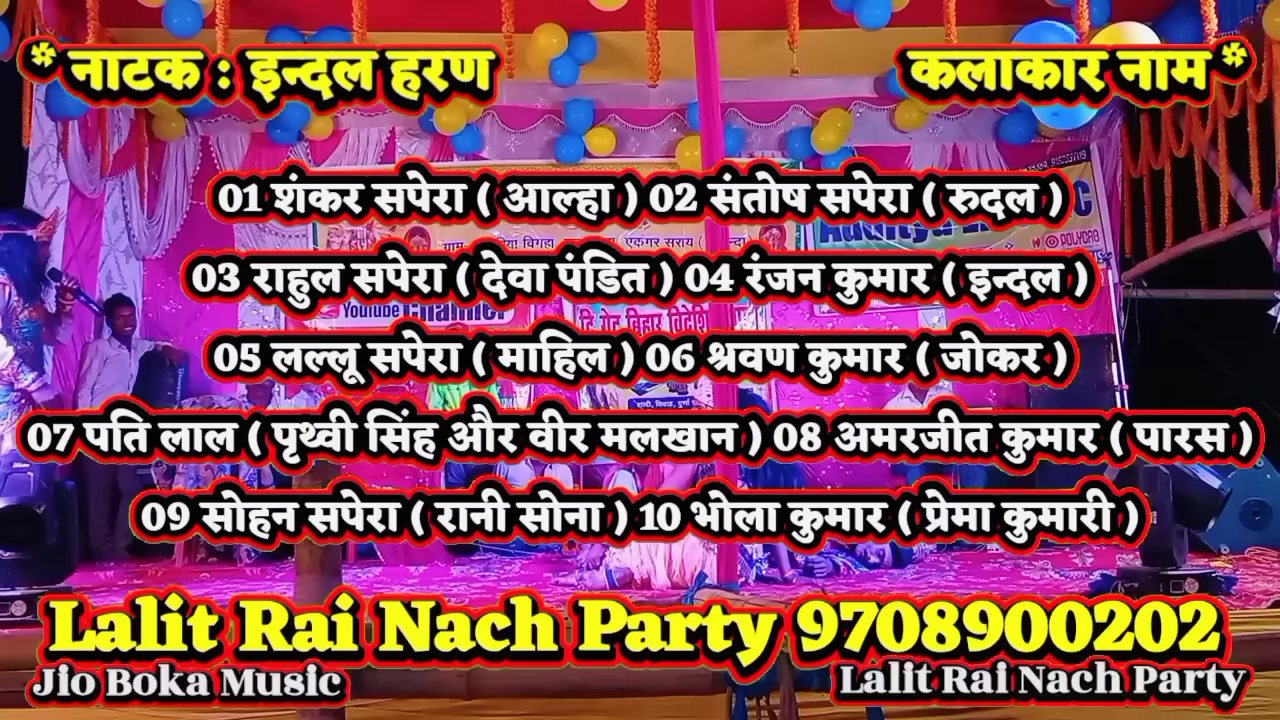 * नाटक : इन्दल हरण
कलाकार नाम *
01 शंकर सपेरा ( आल्हा ) 02 संतोष सपेरा ( रुदल )
03 राहुल सपेरा ( देवा पंडित ) 04 रंजन कुमार ( इन्दल )
YouTube Channel
05 लल्लू सपेरा ( माहिल ) 06 श्रवण कुमार ( जोकर )
07 पति लाल ( पृथ्वी सिंह और वीर मलखान ) 08 अमरजीत कुमार ( पारस )
09 सोहन सपेरा ( रानी सोना ) 10 भोला कुमार ( प्रेमा कुमारी )
Lalit Rai Nach Party 9708900202
Jio Boka Music
Lalit Rai Nach Party